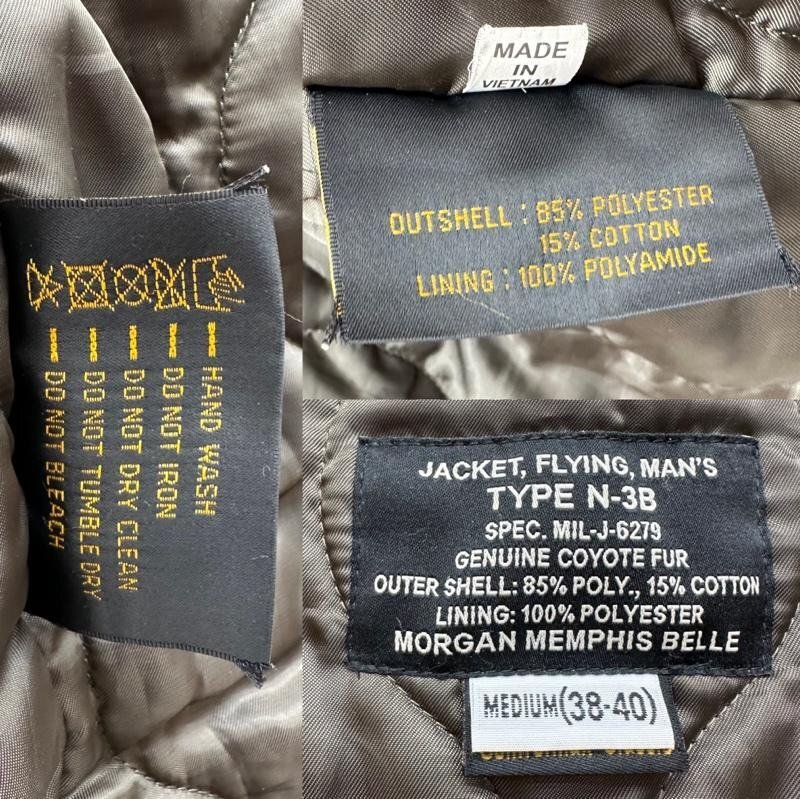 HAND WASH
DO NOT IRON
DO NOT DRY CLEAN
DO NOT TUMBLE DRY
DO NOT BLEACH
MADE
IN
VIETNAM
OUTSHELL : 85% POLYESTER
15% COTTON
LINING : 100% POLYAMIDE
JACKET, FLYING, MAN'S
TYPE N-3B
SPEC. MIL-J-6279
GENUINE COYOTE FUR
OUTER SHELL: 85% POLY., 15% COTTON
LINING: 100% POLYESTER
MORGAN MEMPHIS BELLE
MEDIUM(38-40)